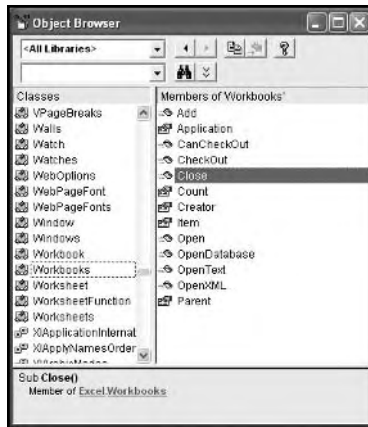 Object Browser
<All Libraries>
Classes
VPageBreaks
Walls
Watch
Watches
WebOptions
WebPageFont
WebPageFonts
Window
Windows
Workbook
Workbooks
Worksheet
WorksheetFunction
Worksheets
XlApplicationInternat
XlApplyNamesOrder
Members of 'Workbooks'
Add
Application
CanCheckOut
CheckOut
Close
Count
Creator
Item
Open
OpenDatabase
OpenText
OpenXML
Parent
Sub Close()
Member of Excel.Workbooks